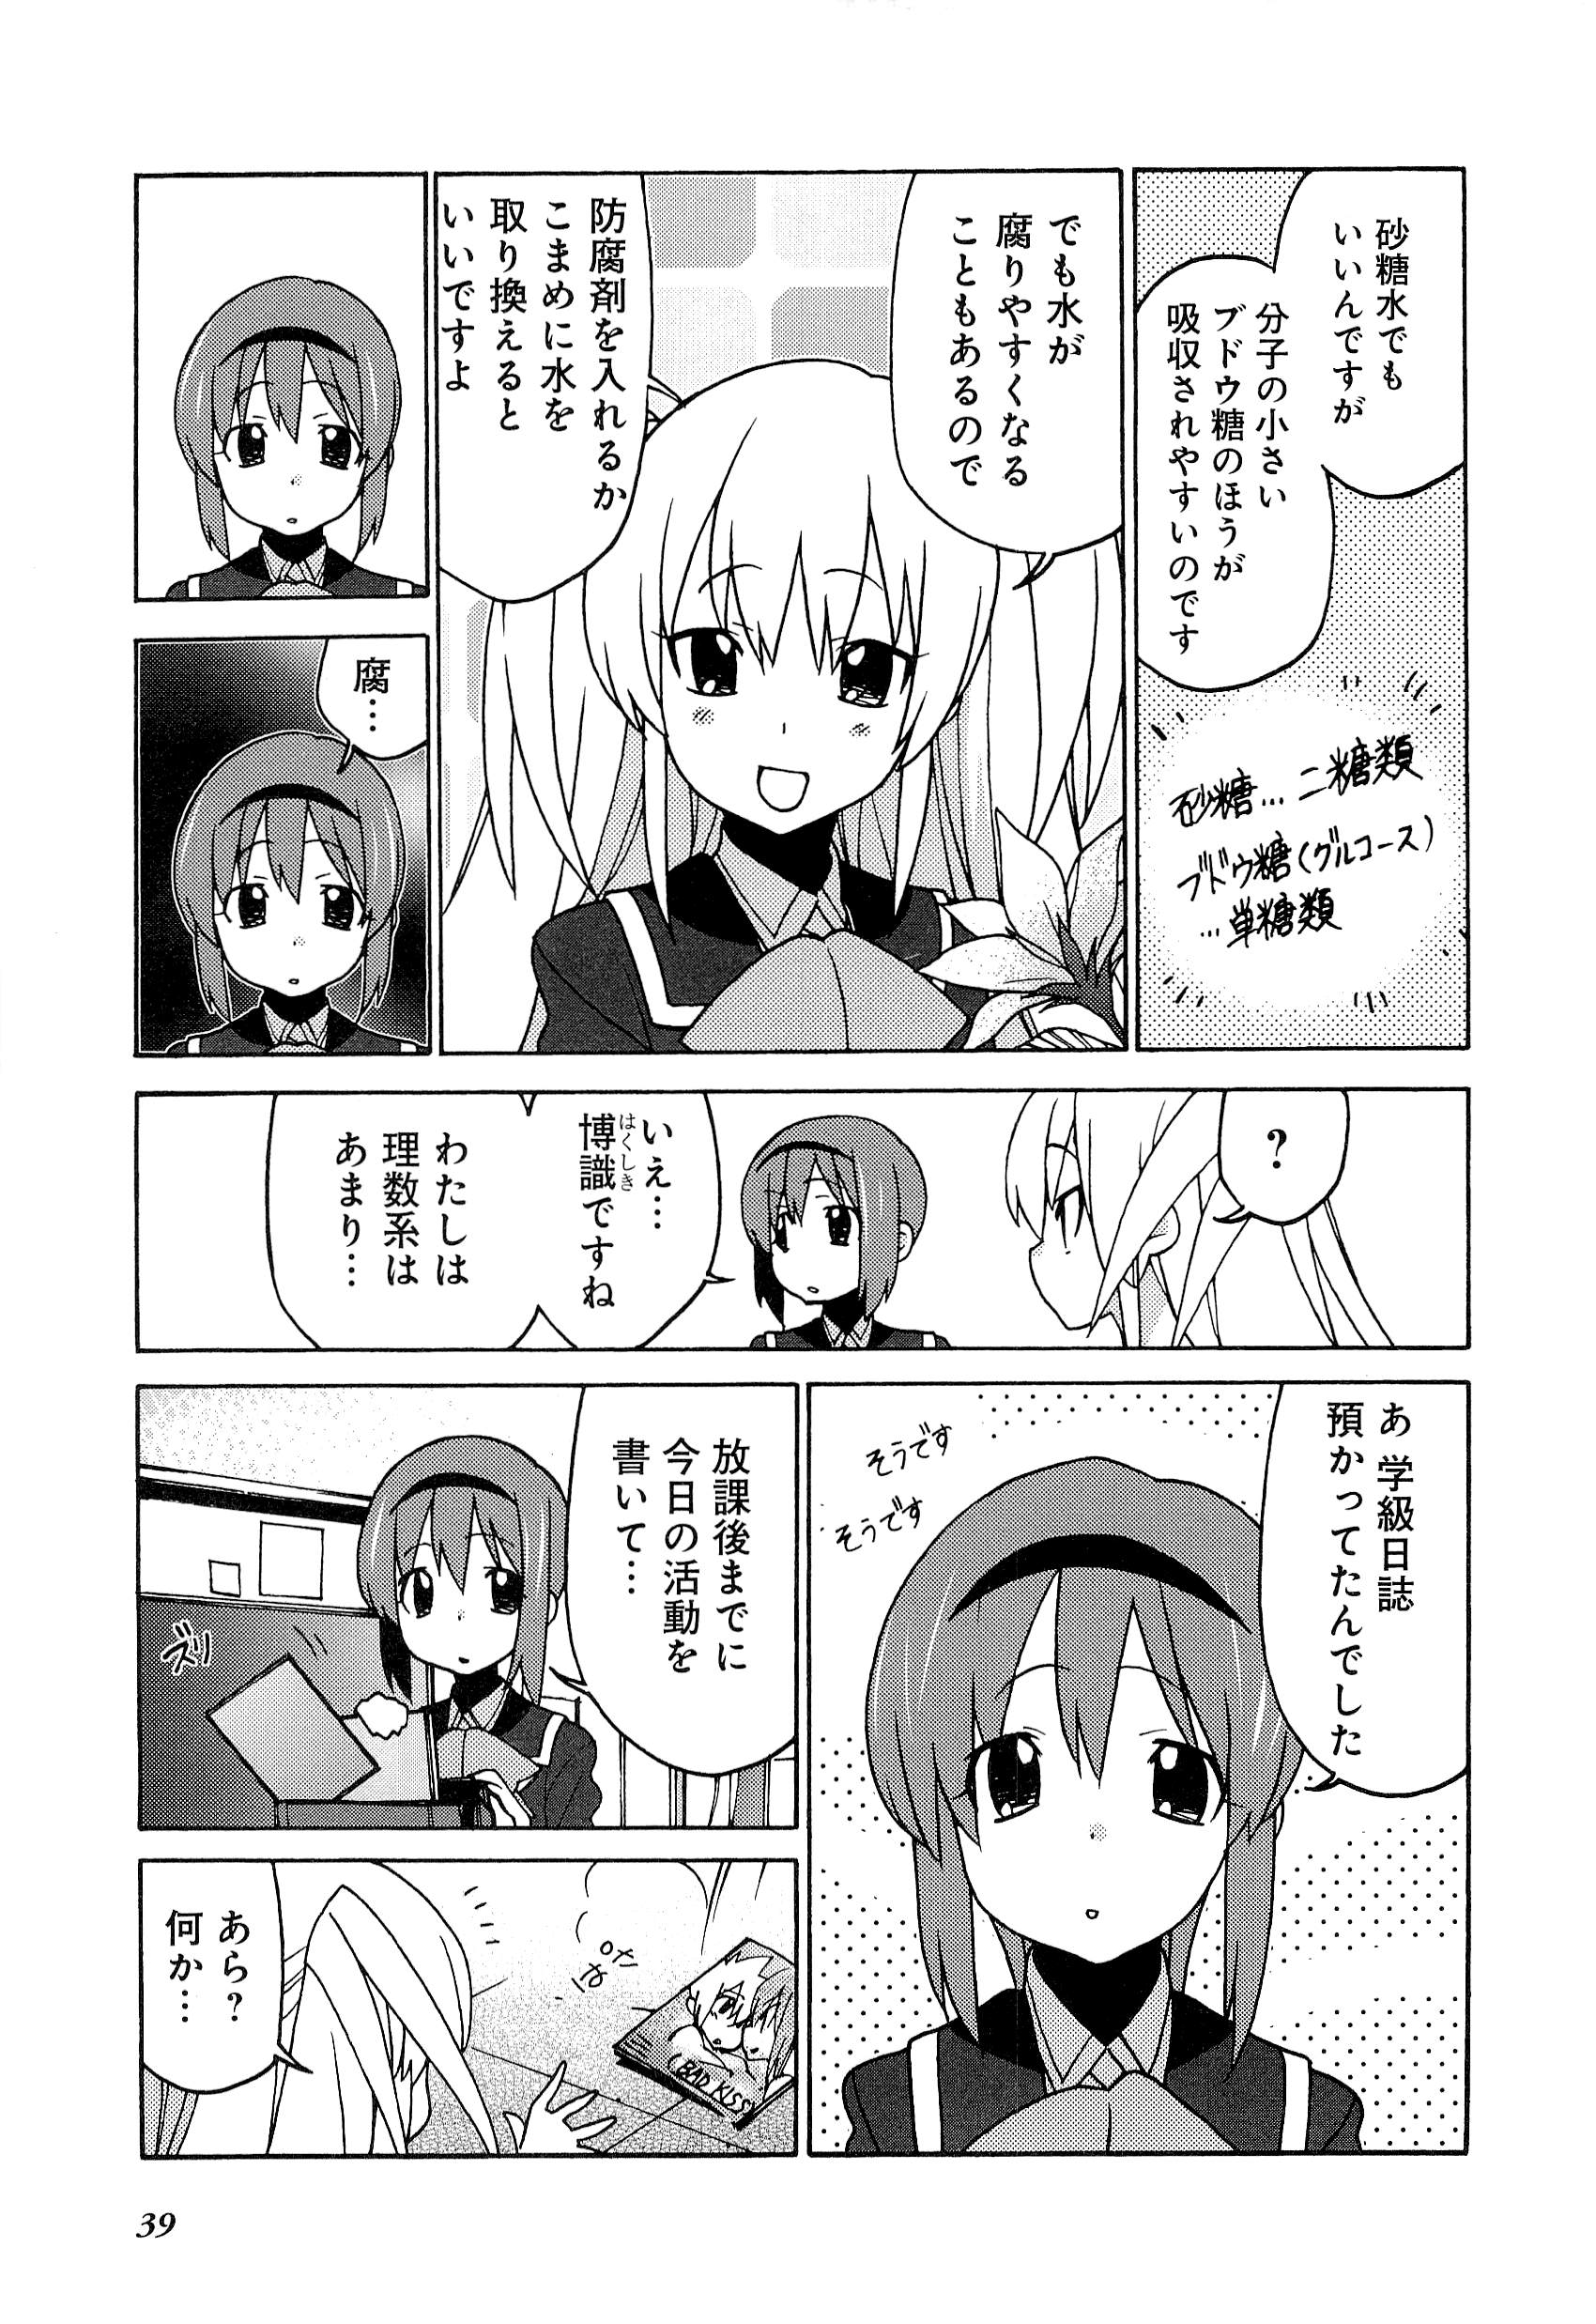 砂糖水でも
いいんですが
分子の小さい
ブドウ糖のほうが
吸収されやすいのです
砂糖…二糖類
ブドウ糖(グルコース)
…単糖類
でも水が
腐りやすくなる
こともあるので
防腐剤を入れるか
こまめに水を
取り換えると
いいですよ
腐…
?
いえ…
博識ですね
はくしき
わたしは
理数系は
あまり…
あ 学級日誌
預かってたんでした
そうです
そうです
放課後までに
今日の活動を
書いて…
ズリ
BAD KISS
あら?
何か…
39